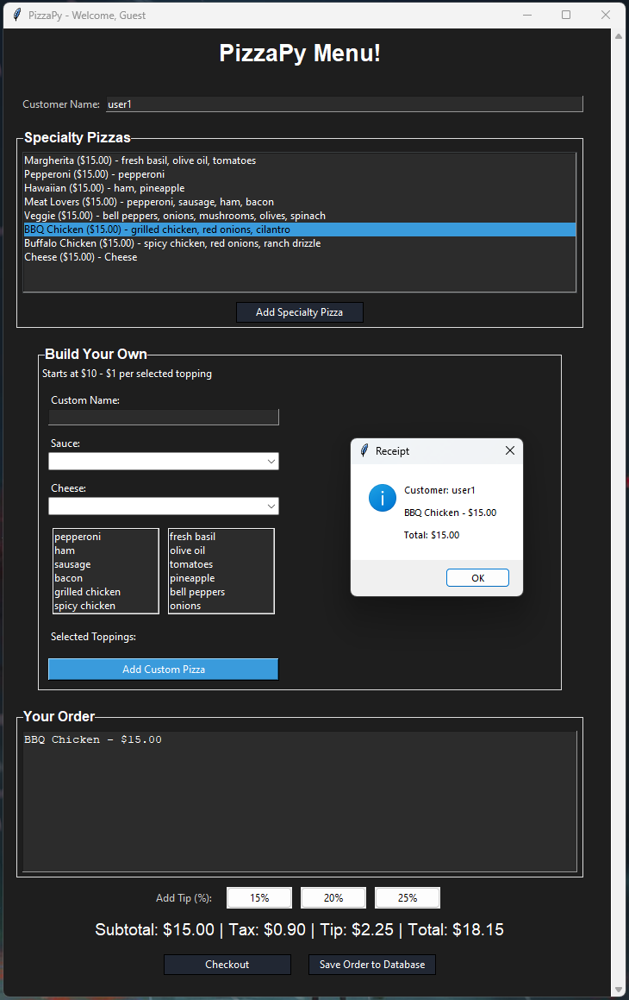 PizzaPy - Welcome, Guest
PizzaPy Menu!
Customer Name: user1
Specialty Pizzas
Margherita ($15.00) - fresh basil, olive oil, tomatoes
Pepperoni ($15.00) - pepperoni
Hawaiian ($15.00) - ham, pineapple
Meat Lovers ($15.00) - pepperoni, sausage, ham, bacon
Veggie ($15.00) - bell peppers, onions, mushrooms, olives, spinach
BBQ Chicken ($15.00) - grilled chicken, red onions, cilantro
Buffalo Chicken ($15.00) - spicy chicken, red onions, ranch drizzle
Cheese ($15.00) - Cheese
Add Specialty Pizza
Build Your Own
Starts at $10 - $1 per selected topping
Custom Name:
Sauce:
Cheese:
pepperoni
ham
sausage
bacon
grilled chicken
spicy chicken
fresh basil
olive oil
tomatoes
pineapple
bell peppers
onions
Selected Toppings:
Add Custom Pizza
Receipt
Customer: user1
BBQ Chicken - $15.00
Total: $15.00
OK
Your Order
BBQ Chicken - $15.00
Add Tip (%): 15% 20% 25%
Subtotal: $15.00 | Tax: $0.90 | Tip: $2.25 | Total: $18.15
Checkout Save Order to Database